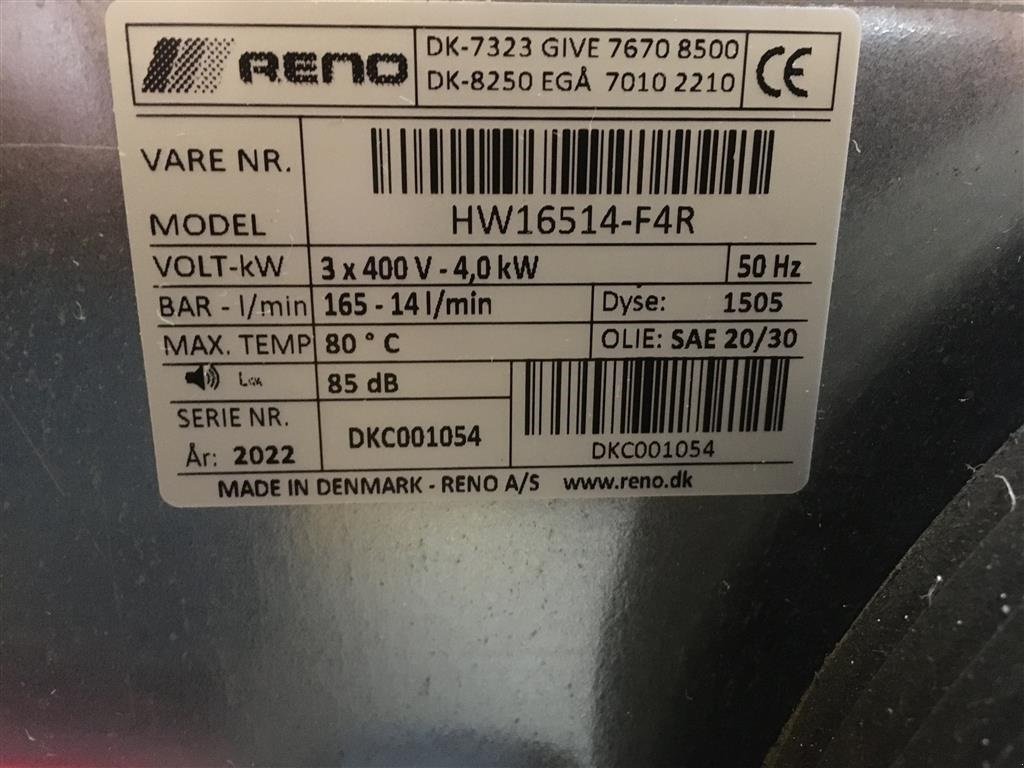 RENO
DK-7323 GIVE 7670 8500
DK-8250 EGÅ 7010 2210
CE
VARE NR.
MODEL HW16514-F4R
VOLT-kW 3 x 400 V - 4,0 kW 50 Hz
BAR - l/min 165 - 14 l/min Dyse: 1505
MAX. TEMP 80 ° C OLIE: SAE 20/30
85 dB
SERIE NR. DKC001054
DKC001054
År: 2022
MADE IN DENMARK - RENO A/S www.reno.dk